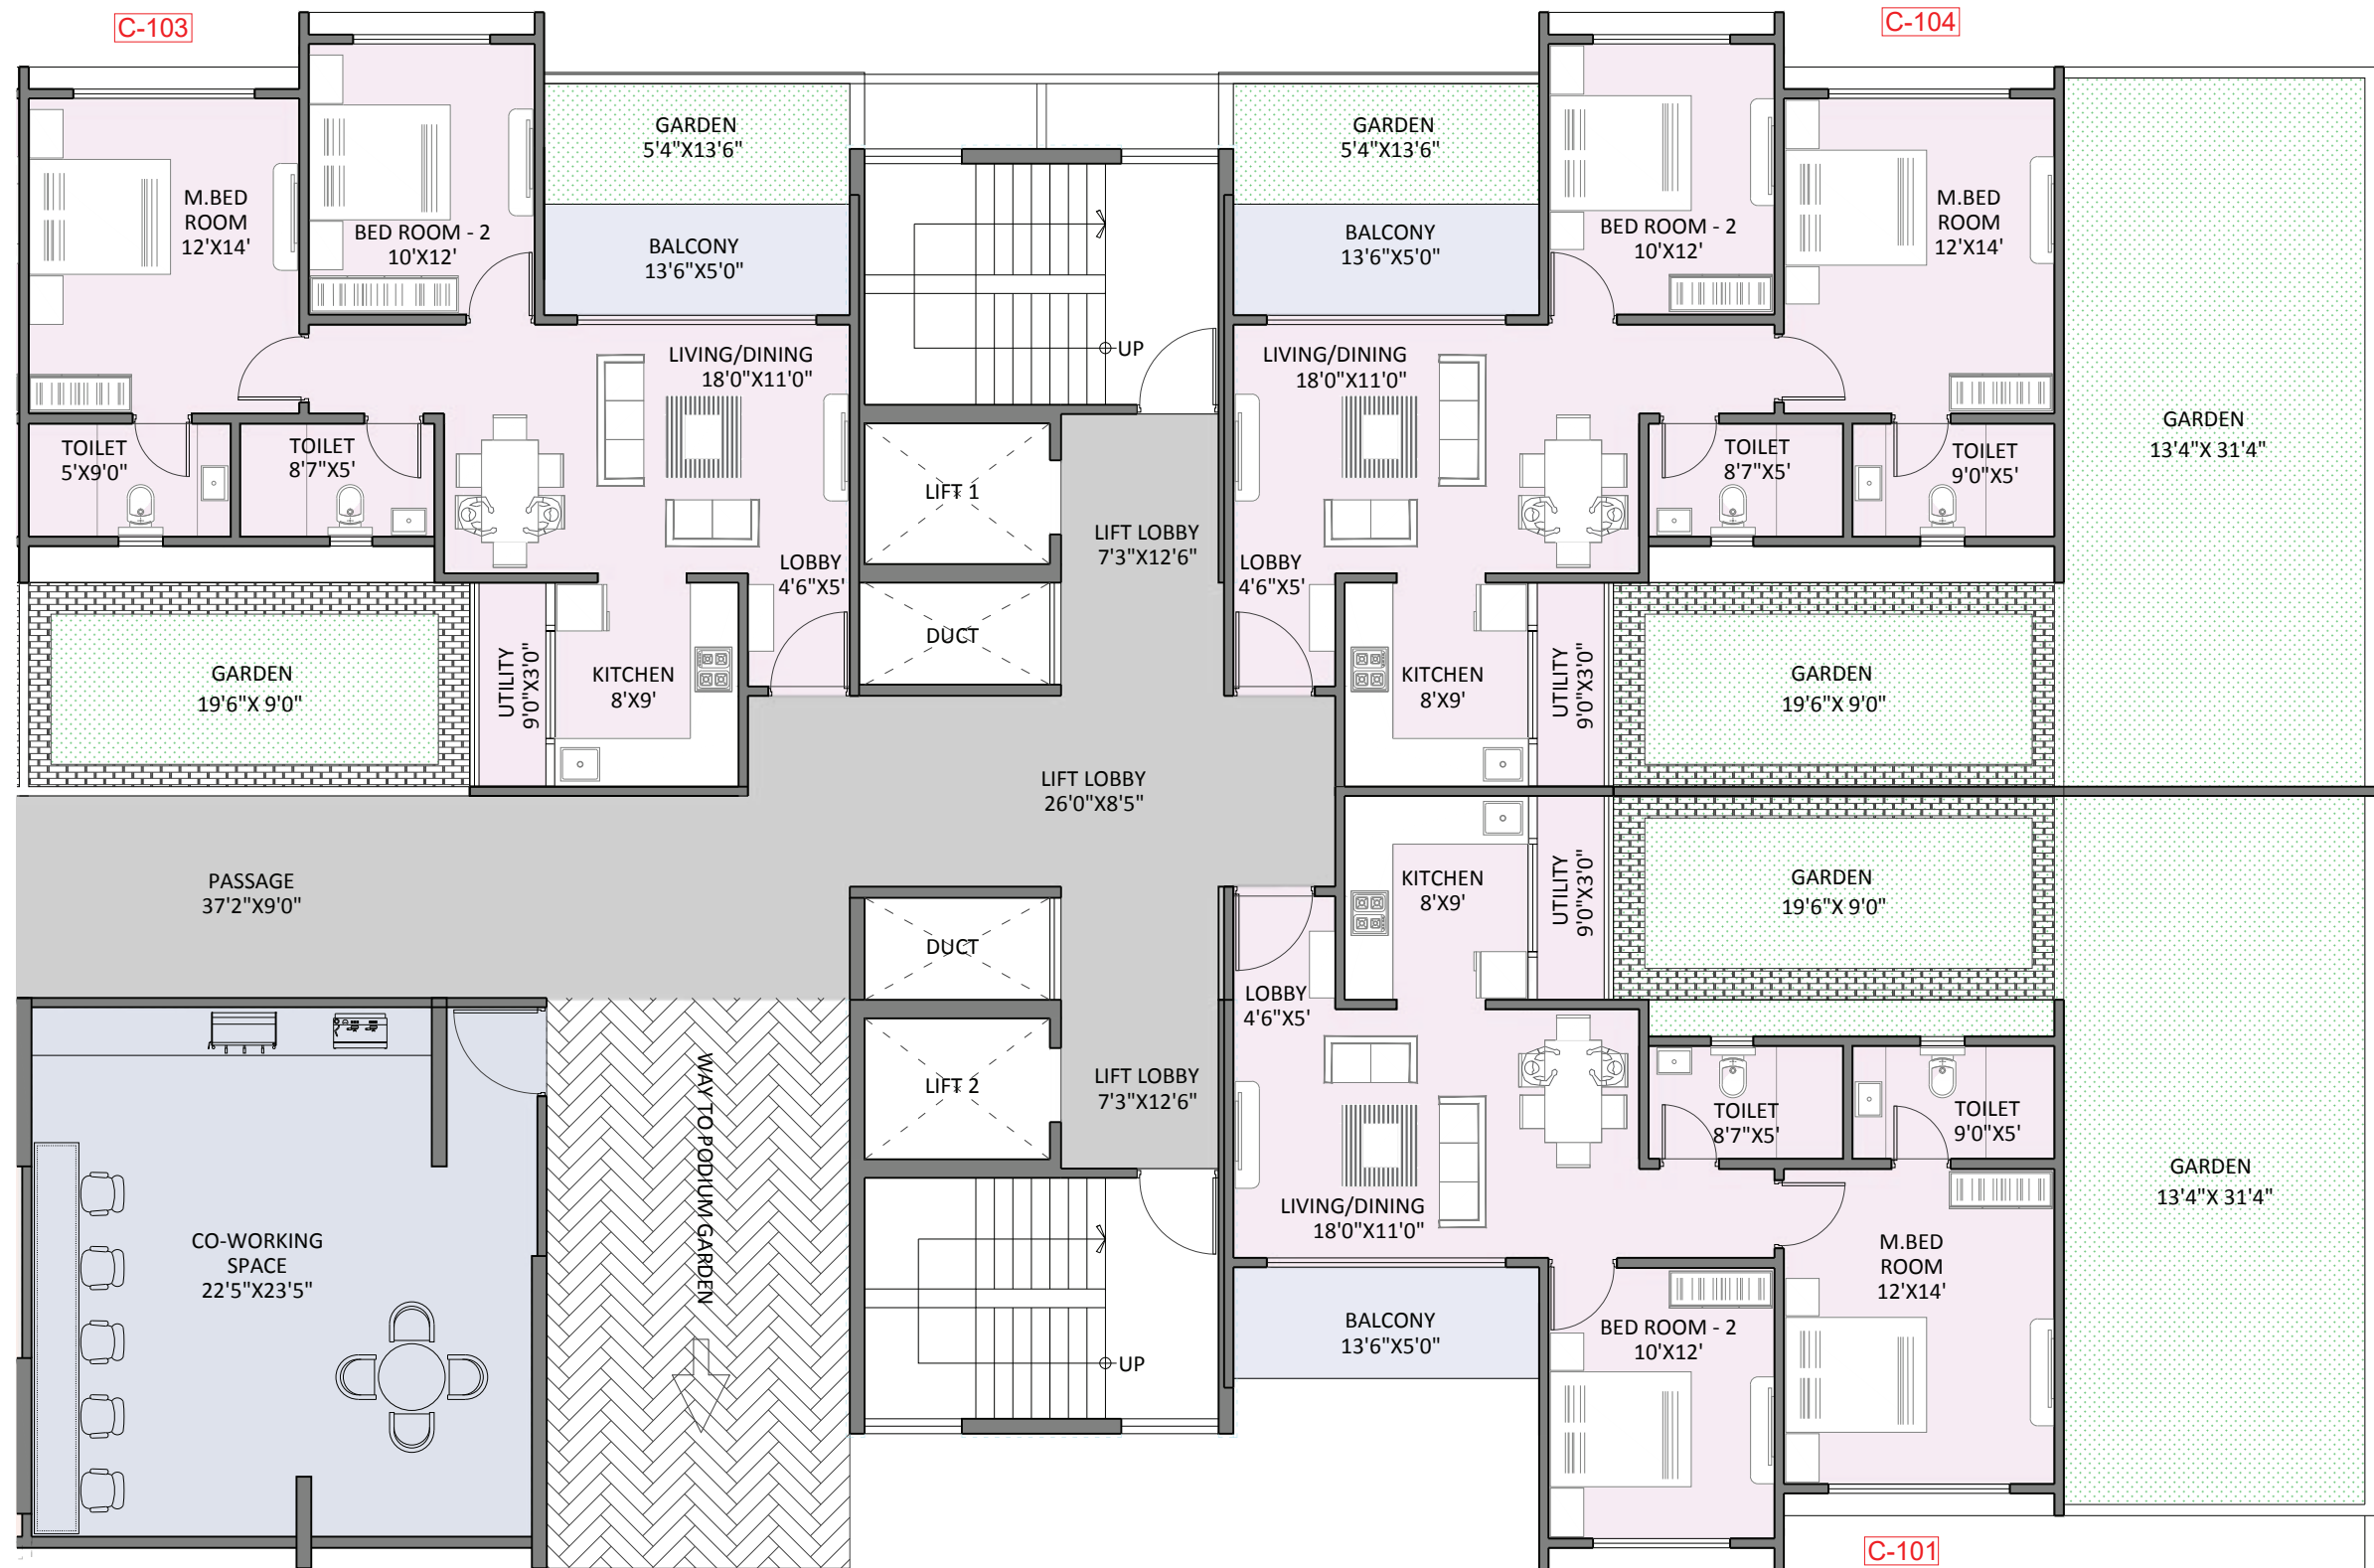 C-103
C-104
M.BED
ROOM
12'X14'
BED ROOM - 2
10'X12'
GARDEN
5'4"X13'6"
BALCONY
13'6"X5'0"
LIVING/DINING
18'0"X11'0"
TOILET
5'X9'0"
TOILET
8'7"X5'
LOBBY
4'6"X5'
GARDEN
19'6"X 9'0"
UTILITY
9'0"X3'0"
KITCHEN
8'X9'
UP
LIFT 1
DUCT
LIFT LOBBY
7'3"X12'6"
GARDEN
5'4"X13'6"
BALCONY
13'6"X5'0"
BED ROOM - 2
10'X12'
M.BED
ROOM
12'X14'
LIVING/DINING
18'0"X11'0"
TOILET
8'7"X5'
TOILET
9'0"X5'
LOBBY
4'6"X5'
KITCHEN
8'X9'
UTILITY
9'0"X3'0"
GARDEN
19'6"X 9'0"
GARDEN
13'4"X 31'4"
LIFT LOBBY
26'0"X8'5"
PASSAGE
37'2"X9'0"
DUCT
LIFT 2
LIFT LOBBY
7'3"X12'6"
UP
WAY TO PODIUM GARDEN
CO-WORKING
SPACE
22'5"X23'5"
KITCHEN
8'X9'
UTILITY
9'0"X3'0"
GARDEN
19'6"X 9'0"
LOBBY
4'6"X5'
TOILET
8'7"X5'
TOILET
9'0"X5'
LIVING/DINING
18'0"X11'0"
BALCONY
13'6"X5'0"
BED ROOM - 2
10'X12'
M.BED
ROOM
12'X14'
GARDEN
13'4"X 31'4"
C-101